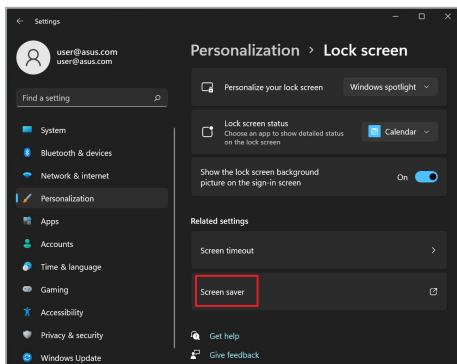 Settings
user@asus.com
user@asus.com
Find a setting
System
Bluetooth & devices
Network & internet
Personalization
Apps
Accounts
Time & language
Gaming
Accessibility
Privacy & security
Windows Update
Personalization > Lock screen
Personalize your lock screen
Windows spotlight
Lock screen status
Choose an app to show detailed status
on the lock screen
Calendar
Show the lock screen background
picture on the sign-in screen
On
Related settings
Screen timeout
Screen saver
Get help
Give feedback